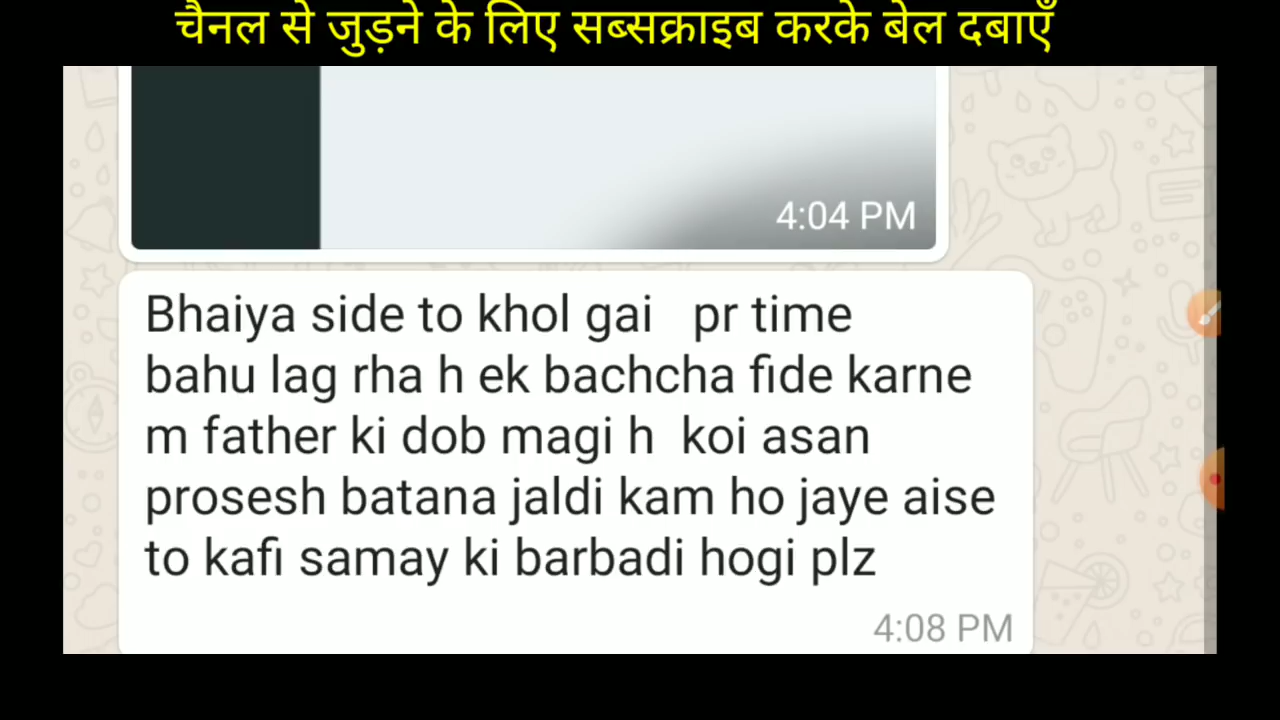 चैनल से जुड़ने के लिए सब्सक्राइब करके बेल दबाएँ
4:04 PM
Bhaiya side to khol gai pr time
bahu lag rha h ek bachcha fide karne
m father ki dob magi h koi asan
prosesh batana jaldi kam ho jaye aise
to kafi samay ki barbadi hogi plz
4:08 PM